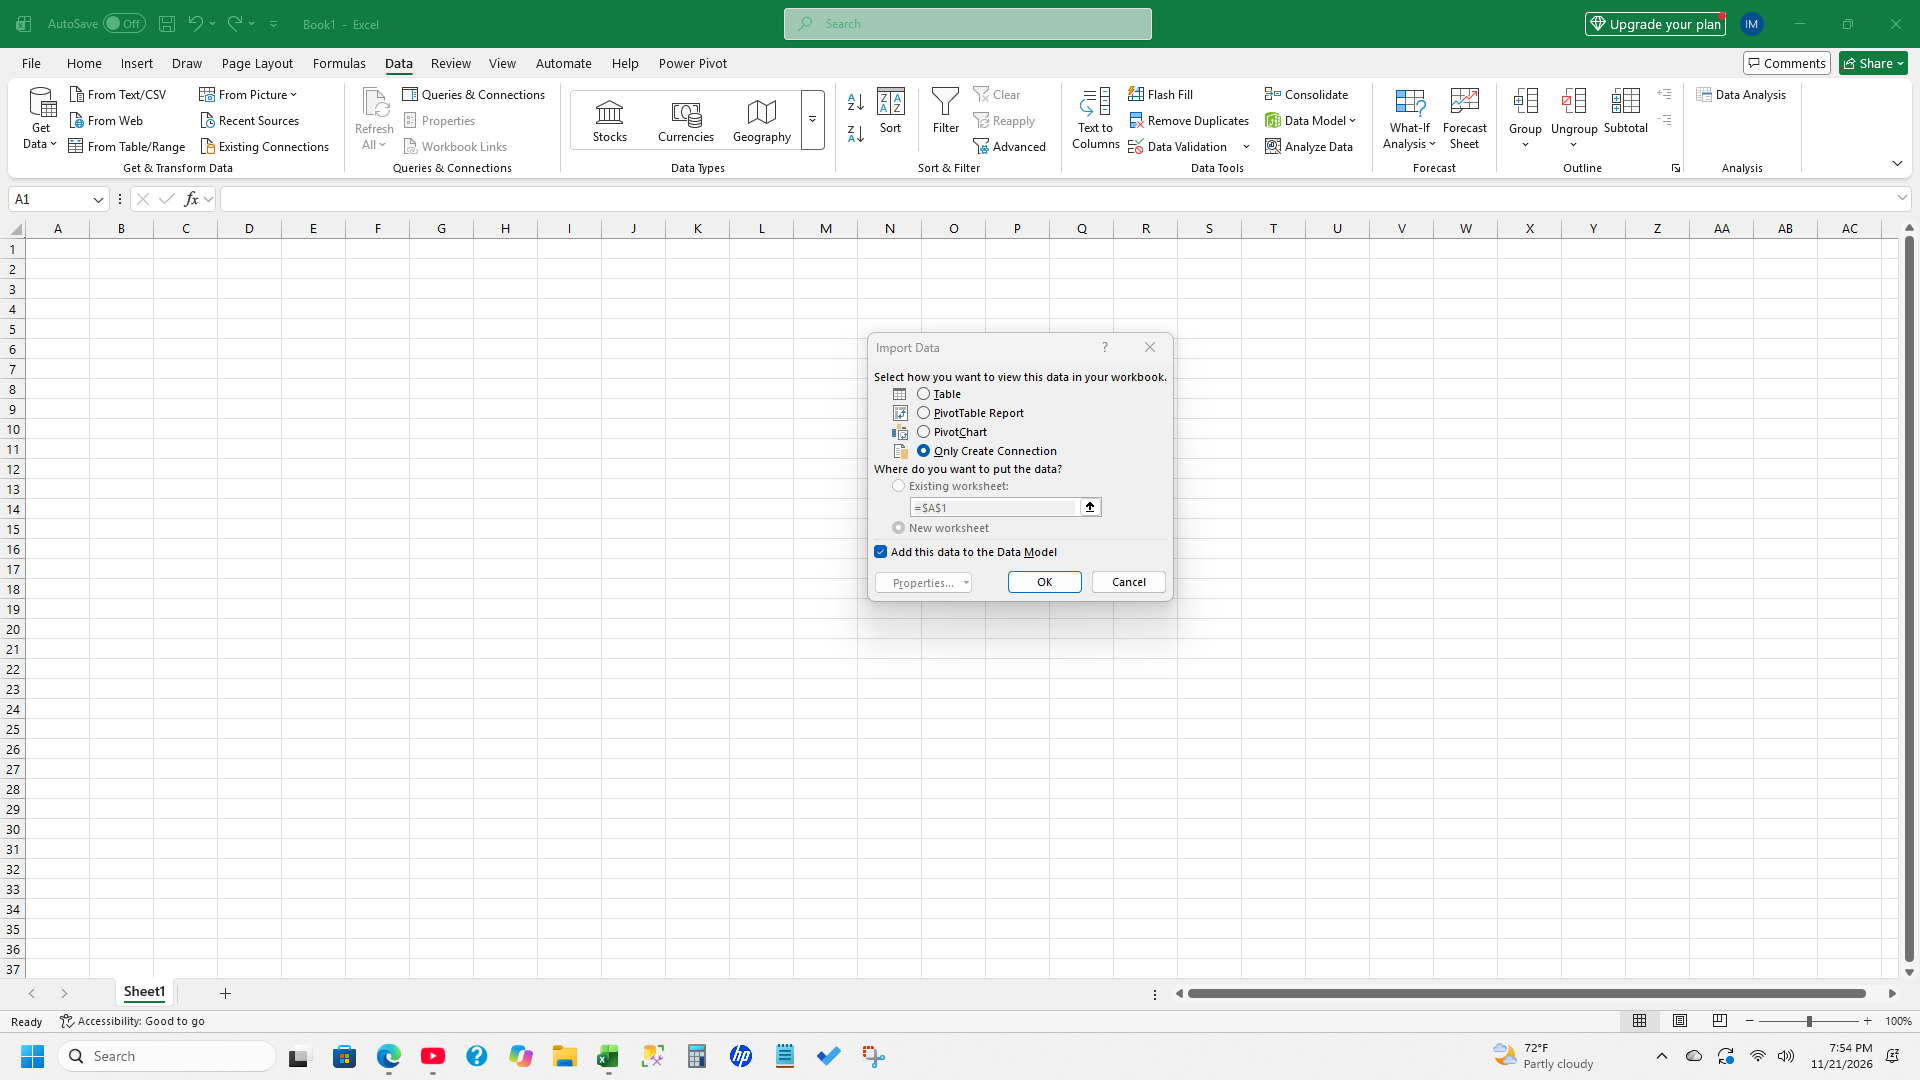 AutoSave Off Book1 - Excel Search Upgrade your plan IM
File Home Insert Draw Page Layout Formulas Data Review View Automate Help Power Pivot Comments Share
Get Data
From Text/CSV
From Web
From Table/Range
From Picture
Recent Sources
Existing Connections
Get & Transform Data
Refresh All
Queries & Connections
Properties
Workbook Links
Queries & Connections
Stocks Currencies Geography
Data Types
Sort
Filter
Clear
Reapply
Advanced
Sort & Filter
Text to Columns
Flash Fill
Remove Duplicates
Data Validation
Consolidate
Data Model
Analyze Data
Data Tools
What-If Analysis
Forecast Sheet
Forecast
Group
Ungroup
Subtotal
Outline
Data Analysis
Analysis
A1 fx
A B C D E F G H I J K L M N O P Q R S T U V W X Y Z AA AB AC
1
2
3
4
5
6
7
8
9
10
11
12
13
14
15
16
17
18
19
20
21
22
23
24
25
26
27
28
29
30
31
32
33
34
35
36
37
Import Data ?
Select how you want to view this data in your workbook.
Table
PivotTable Report
PivotChart
Only Create Connection
Where do you want to put the data?
Existing worksheet:
=$A$1
New worksheet
Add this data to the Data Model
Properties... OK Cancel
Sheet1
Ready Accessibility: Good to go 100%
Search
hp
72°F
Partly cloudy
7:54 PM
11/21/2026